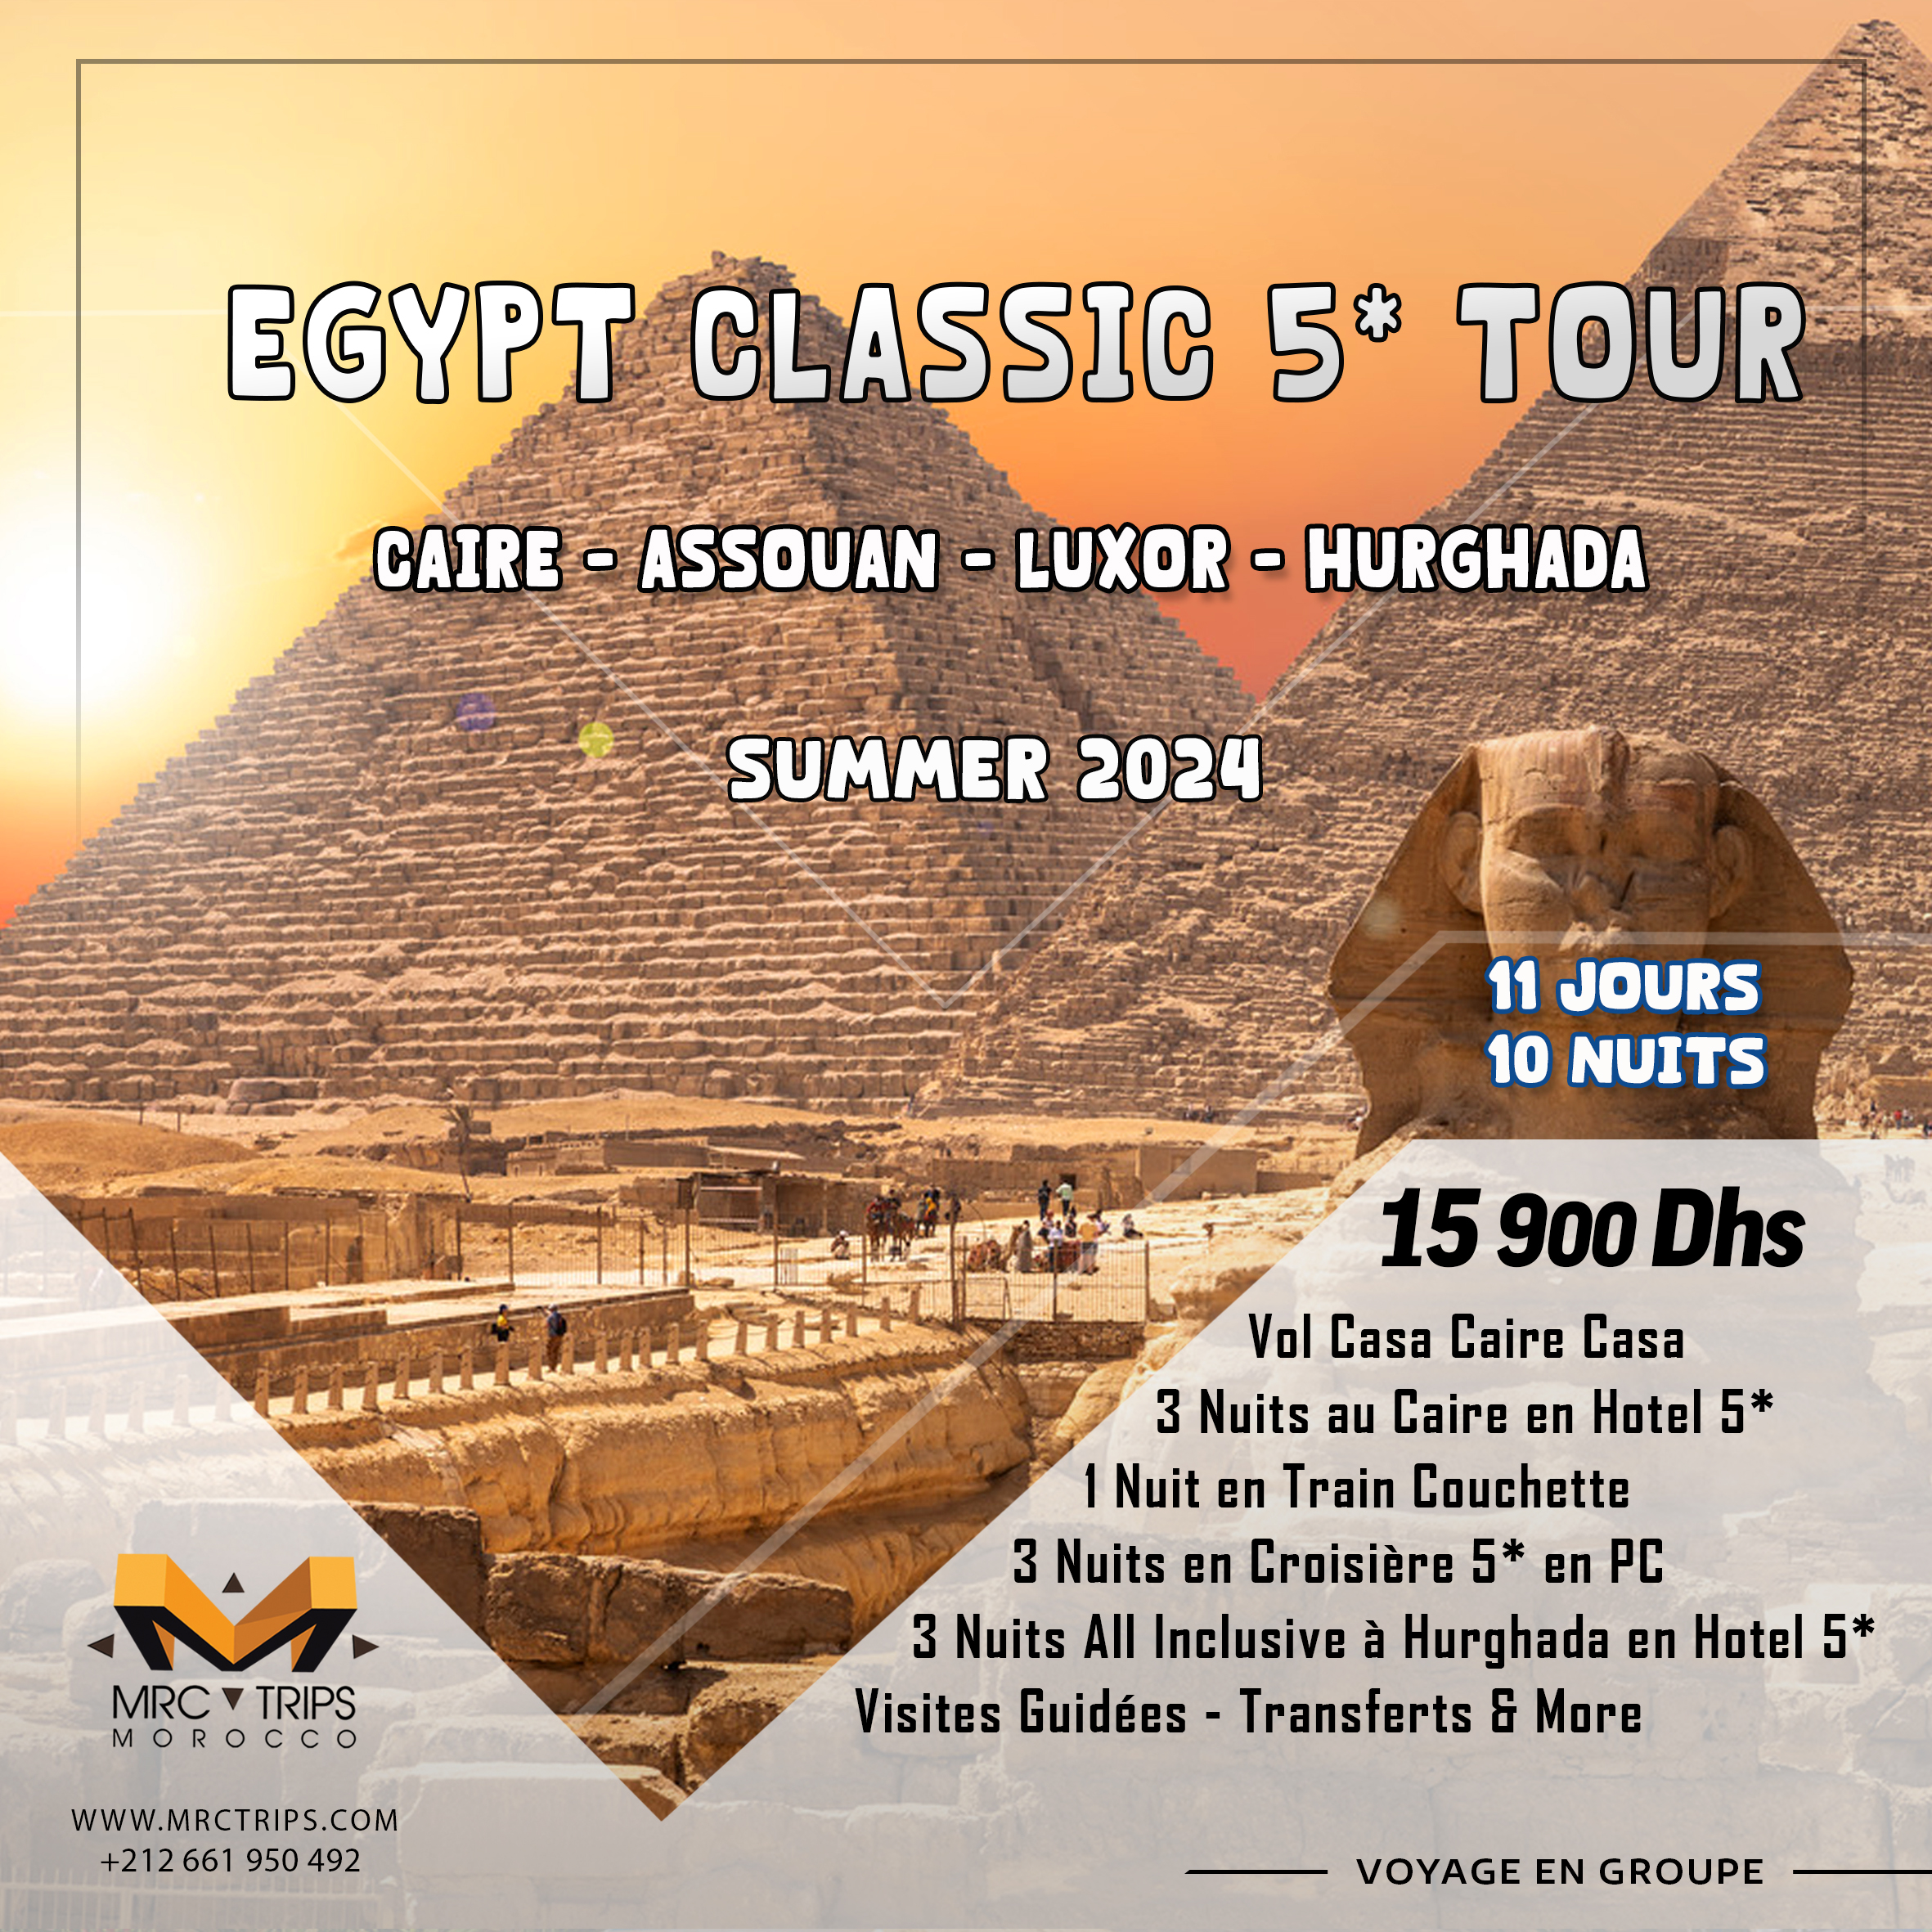 EGYPT CLASSIC 5* TOUR
CAIRE - ASSOUAN - LUXOR - HURGHADA
SUMMER 2024
11 JOURS
10 NUITS
15 900 Dhs
Vol Casa Caire Casa
3 Nuits au Caire en Hotel 5*
1 Nuit en Train Couchette
3 Nuits en Croisière 5* en PC
3 Nuits All Inclusive à Hurghada en Hotel 5*
Visites Guidées - Transferts & More
MRC TRIPS
MOROCCO
WWW.MRCTRIPS.COM
+212 661 950 492
VOYAGE EN GROUPE